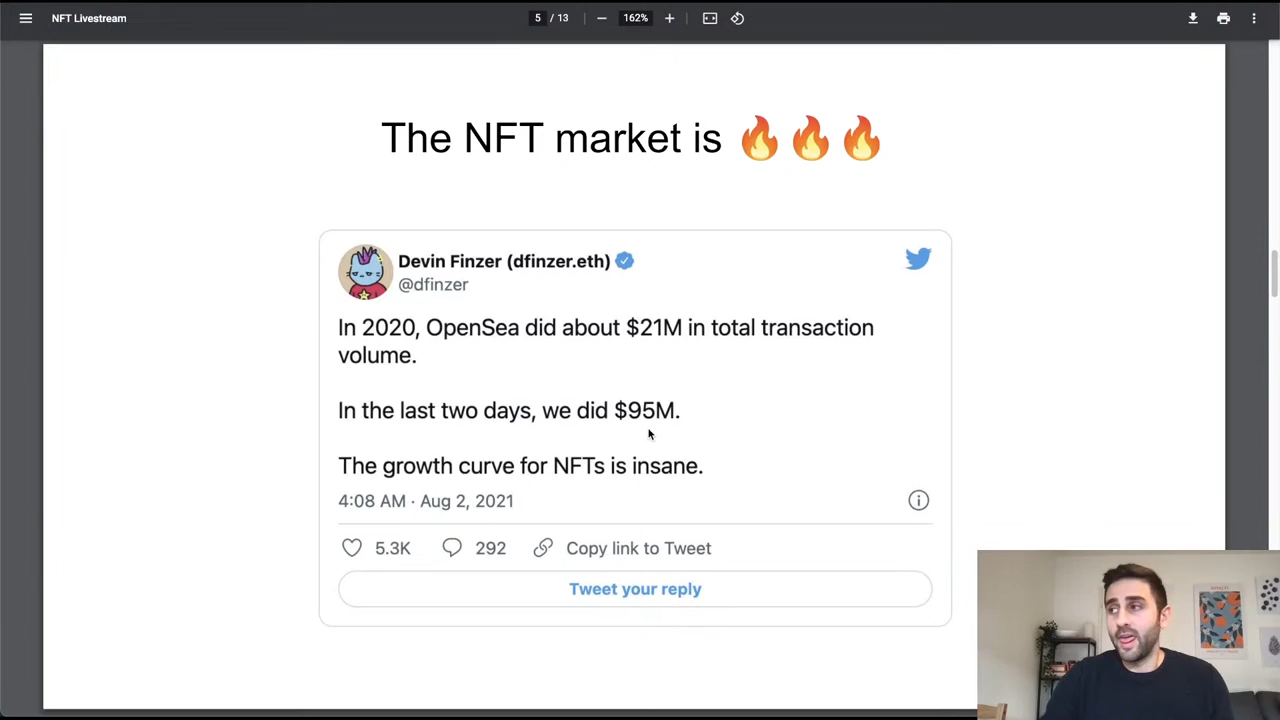 NFT Livestream
5 / 13
162%
The NFT market is 🔥🔥🔥
Devin Finzer (dfinzer.eth)
@dfinzer
In 2020, OpenSea did about $21M in total transaction
volume.
In the last two days, we did $95M.
The growth curve for NFTs is insane.
4:08 AM · Aug 2, 2021
5.3K
292
Copy link to Tweet
Tweet your reply